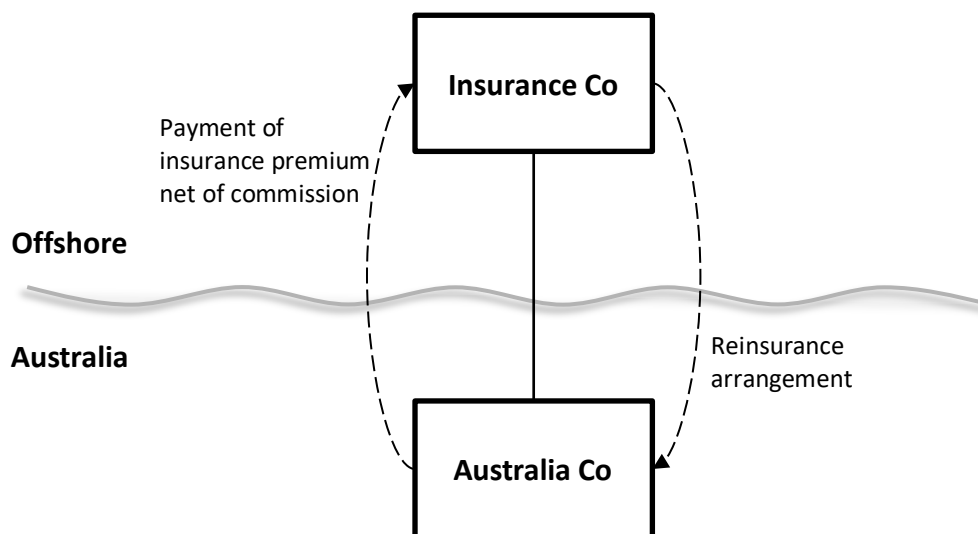 Insurance Co
Payment of
insurance premium
net of commission
Offshore
Australia
Reinsurance
arrangement
Australia Co